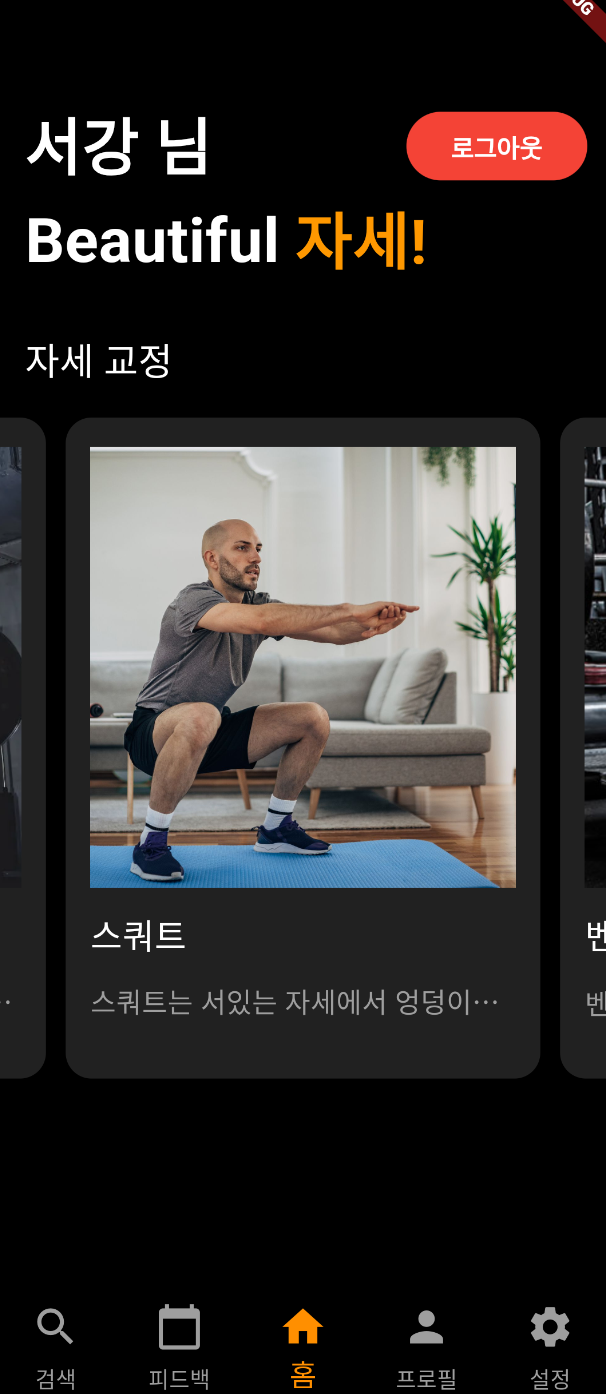 서강 님
로그아웃
Beautiful 자세!
자세 교정
스쿼트
스쿼트는 서있는 자세에서 엉덩이…
벤
벤
검색
피드백
홈
프로필
설정